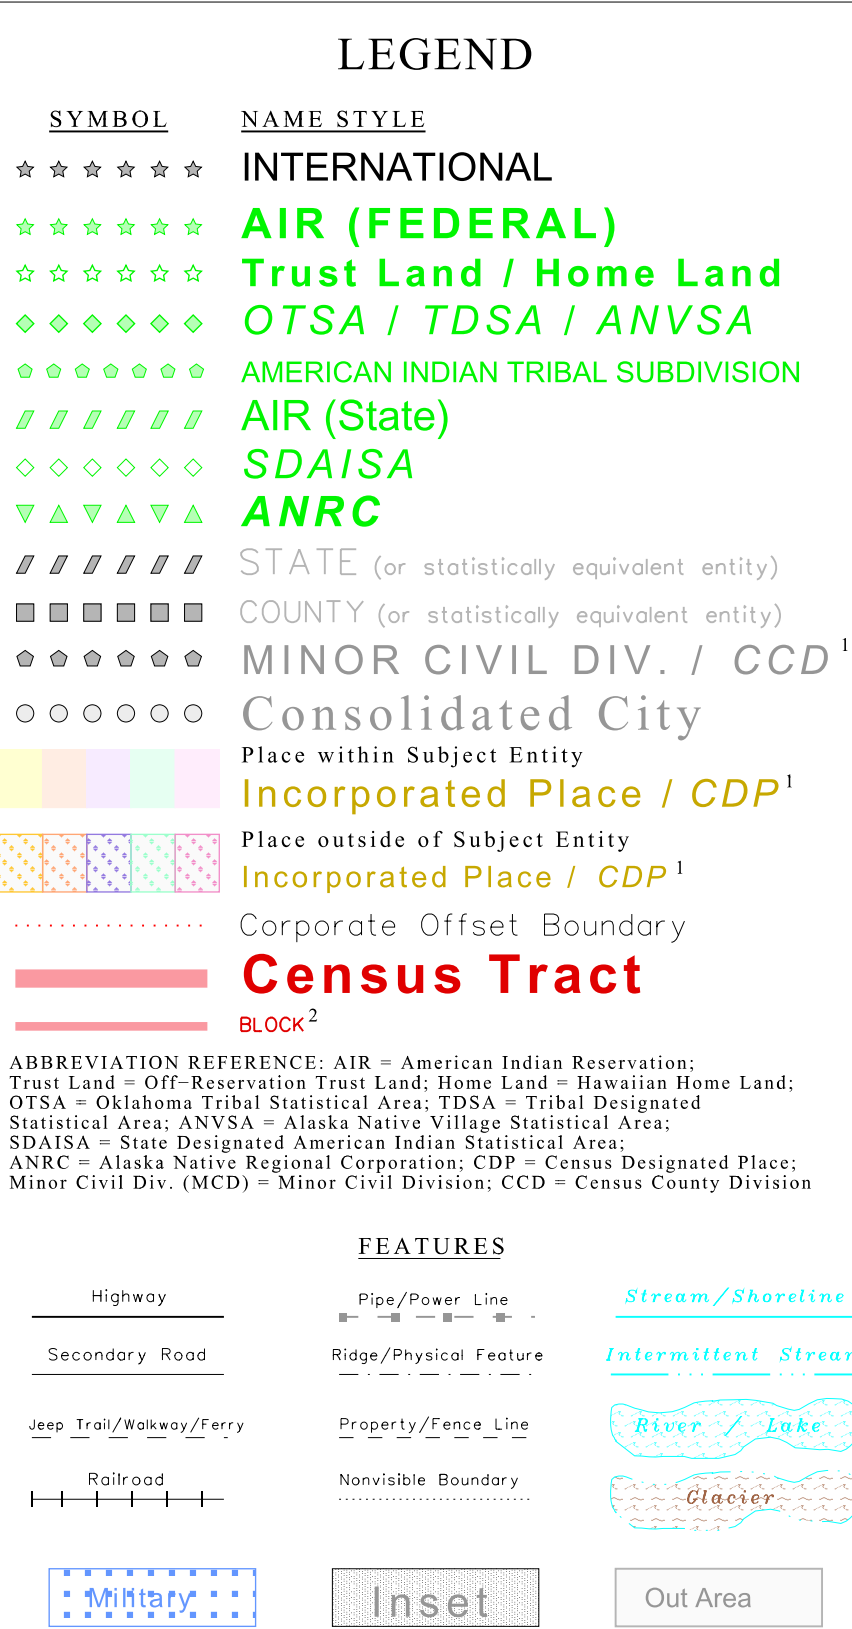 LEGEND
SYMBOL NAME STYLE
INTERNATIONAL
AIR (FEDERAL)
Trust Land / Home Land
OTSA / TDSA / ANVSA
AMERICAN INDIAN TRIBAL SUBDIVISION
AIR (State)
SDAISA
ANRC
STATE (or statistically equivalent entity)
COUNTY (or statistically equivalent entity)
MINOR CIVIL DIV. / CCD 1
Consolidated City
Place within Subject Entity
Incorporated Place / CDP 1
Place outside of Subject Entity
Incorporated Place / CDP 1
Corporate Offset Boundary
Census Tract
BLOCK 2
ABBREVIATION REFERENCE: AIR = American Indian Reservation;
Trust Land = Off−Reservation Trust Land; Home Land = Hawaiian Home Land;
OTSA = Oklahoma Tribal Statistical Area; TDSA = Tribal Designated
Statistical Area; ANVSA = Alaska Native Village Statistical Area;
SDAISA = State Designated American Indian Statistical Area;
ANRC = Alaska Native Regional Corporation; CDP = Census Designated Place;
Minor Civil Div. (MCD) = Minor Civil Division; CCD = Census County Division
FEATURES
Highway Pipe/Power Line Stream/Shoreline
Secondary Road Ridge/Physical Feature Intermittent Stream
Jeep Trail/Walkway/Ferry Property/Fence Line River / Lake
Railroad Nonvisible Boundary Glacier
Military Inset Out Area